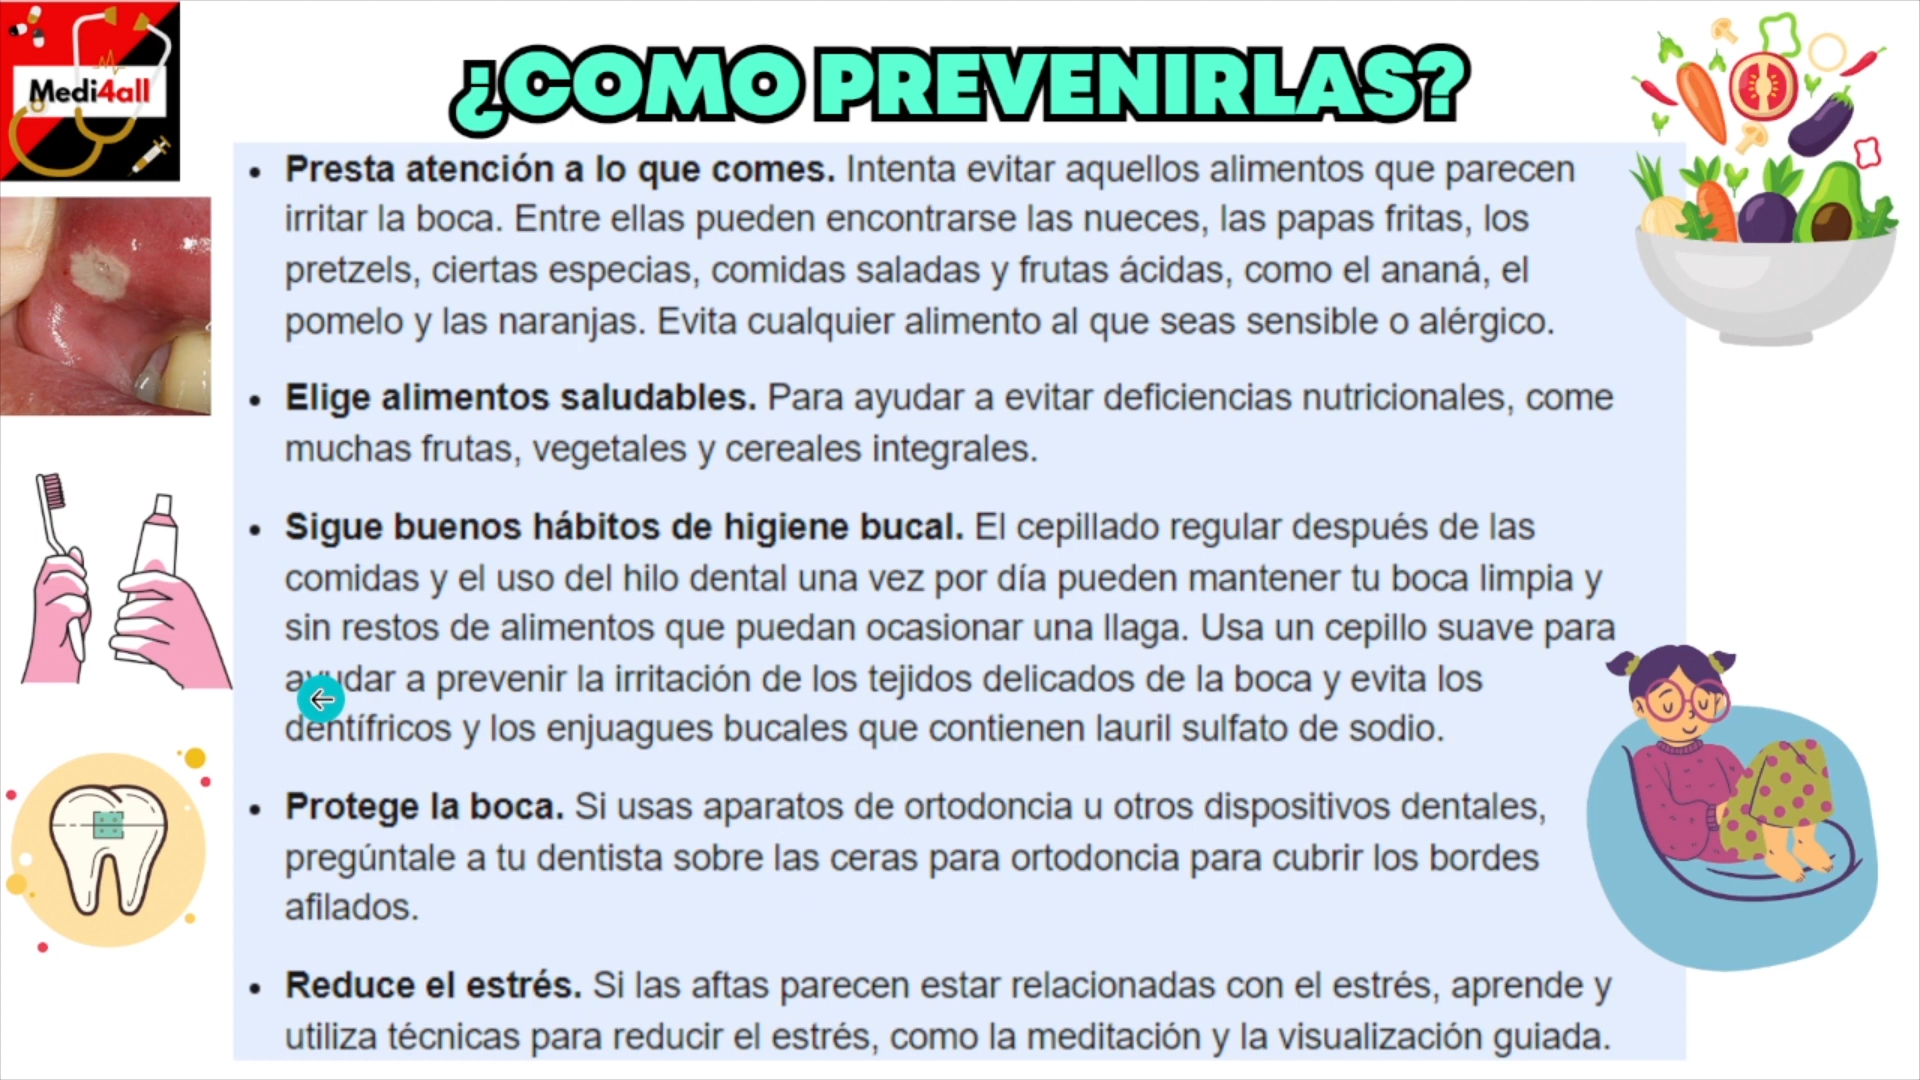 Medi4all
¿COMO PREVENIRLAS?
• Presta atención a lo que comes. Intenta evitar aquellos alimentos que parecen
irritar la boca. Entre ellas pueden encontrarse las nueces, las papas fritas, los
pretzels, ciertas especias, comidas saladas y frutas ácidas, como el ananá, el
pomelo y las naranjas. Evita cualquier alimento al que seas sensible o alérgico.
• Elige alimentos saludables. Para ayudar a evitar deficiencias nutricionales, come
muchas frutas, vegetales y cereales integrales.
• Sigue buenos hábitos de higiene bucal. El cepillado regular después de las
comidas y el uso del hilo dental una vez por día pueden mantener tu boca limpia y
sin restos de alimentos que puedan ocasionar una llaga. Usa un cepillo suave para
ayudar a prevenir la irritación de los tejidos delicados de la boca y evita los
dentífricos y los enjuagues bucales que contienen lauril sulfato de sodio.
• Protege la boca. Si usas aparatos de ortodoncia u otros dispositivos dentales,
pregúntale a tu dentista sobre las ceras para ortodoncia para cubrir los bordes
afilados.
• Reduce el estrés. Si las aftas parecen estar relacionadas con el estrés, aprende y
utiliza técnicas para reducir el estrés, como la meditación y la visualización guiada.